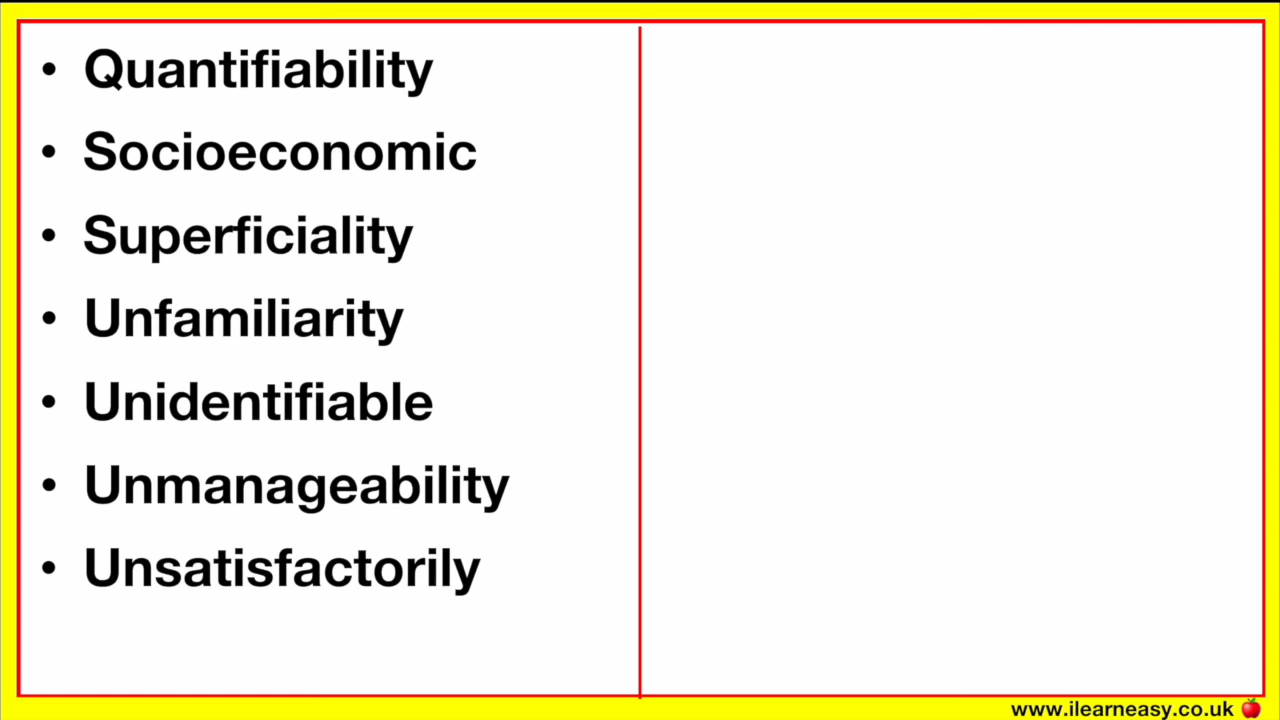 • Quantifiability
• Socioeconomic
• Superficiality
• Unfamiliarity
• Unidentifiable
• Unmanageability
• Unsatisfactorily
www.ilearneasy.co.uk